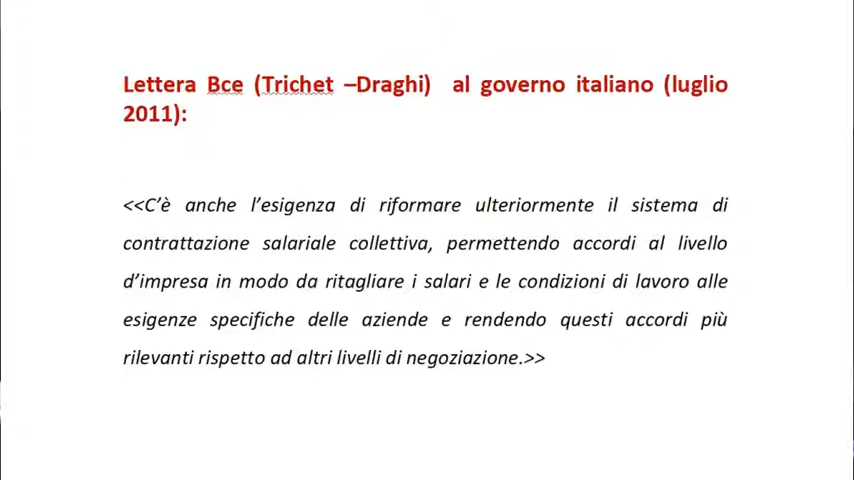 Lettera Bce (Trichet –Draghi) al governo italiano (luglio
2011):
<<C’è anche l’esigenza di riformare ulteriormente il sistema di
contrattazione salariale collettiva, permettendo accordi al livello
d’impresa in modo da ritagliare i salari e le condizioni di lavoro alle
esigenze specifiche delle aziende e rendendo questi accordi più
rilevanti rispetto ad altri livelli di negoziazione.>>